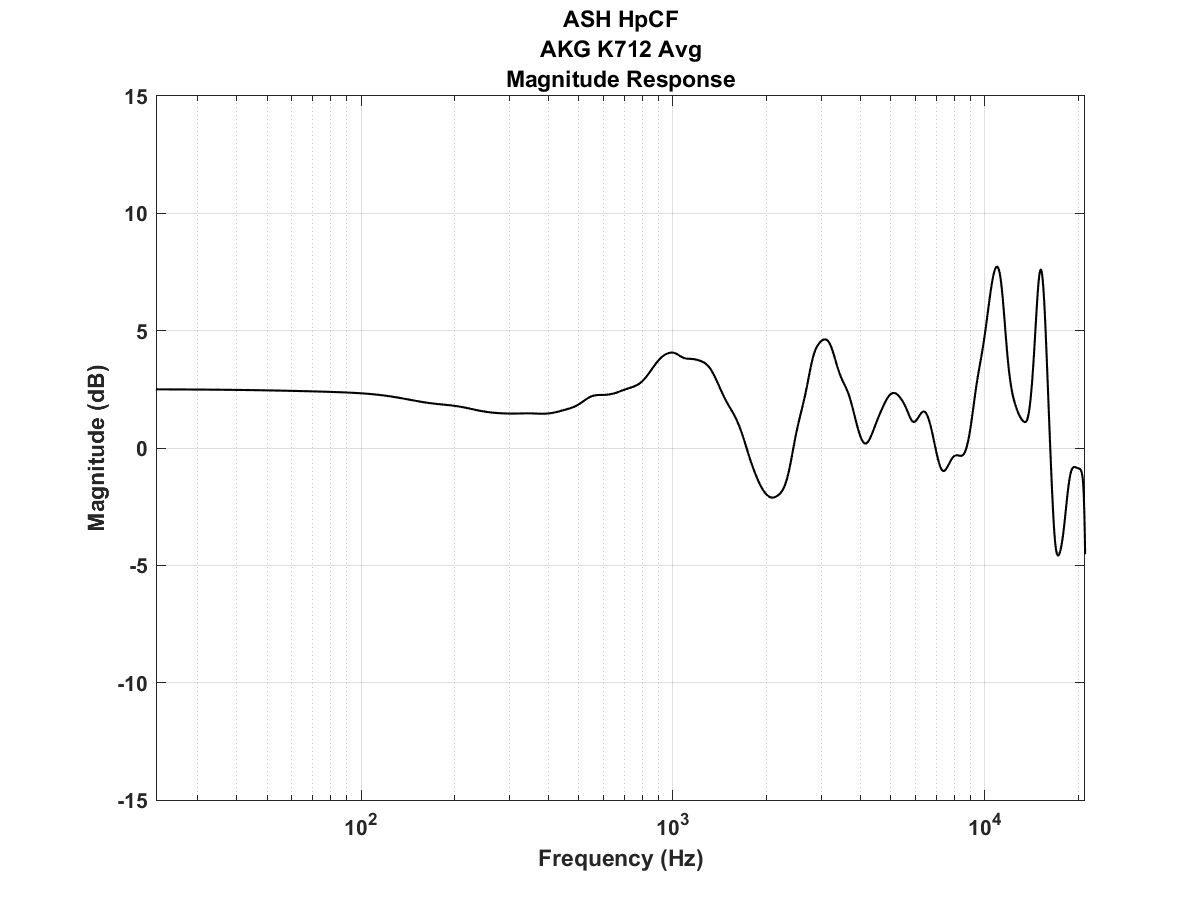 ASH HpCF
AKG K712 Avg
Magnitude Response
15
10
5
0
-5
-10
-15
Magnitude (dB)
10²
10³
10⁴
Frequency (Hz)